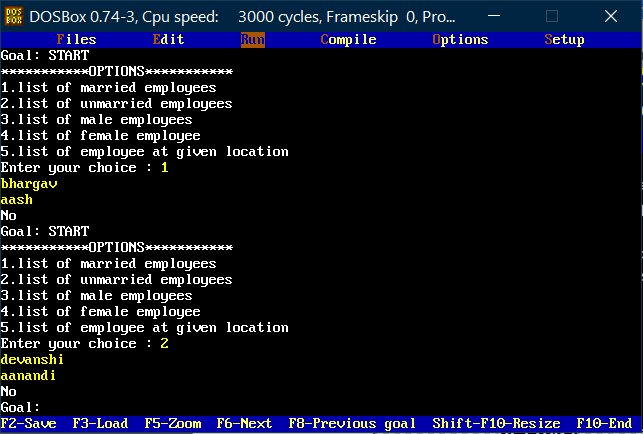 DOS BOX DOSBox 0.74-3, Cpu speed: 3000 cycles, Frameskip 0, Pro...
Files Edit Run Compile Options Setup
Goal: START
***********OPTIONS***********
1.list of married employees
2.list of unmarried employees
3.list of male employees
4.list of female employee
5.list of employee at given location
Enter your choice : 1
bhargav
aash
No
Goal: START
***********OPTIONS***********
1.list of married employees
2.list of unmarried employees
3.list of male employees
4.list of female employee
5.list of employee at given location
Enter your choice : 2
devanshi
aanandi
No
Goal:
F2-Save F3-Load F5-Zoom F6-Next F8-Previous goal Shift-F10-Resize F10-End